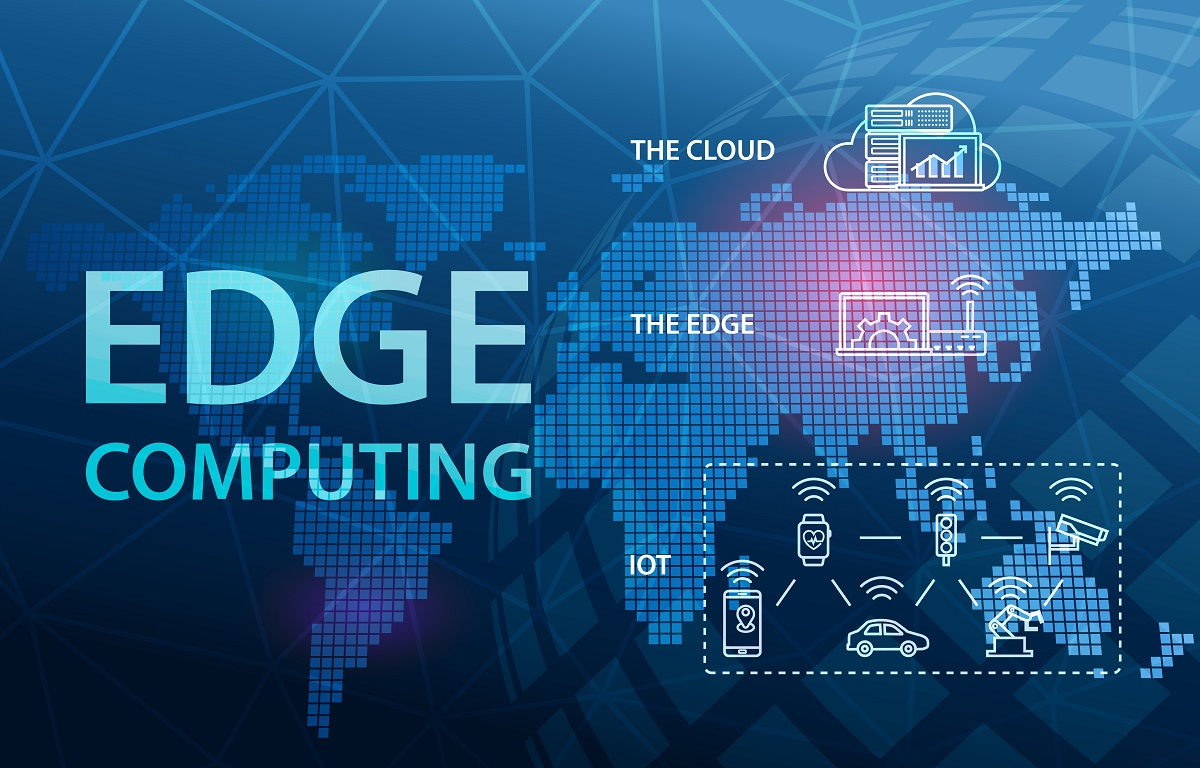 EDGE
COMPUTING
THE CLOUD
THE EDGE
IOT